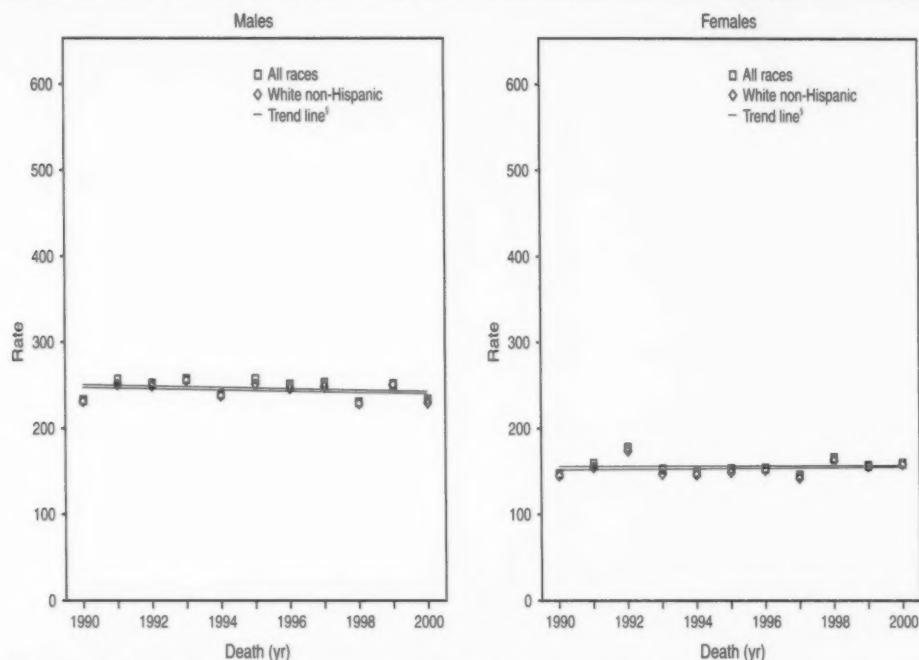 Males
All races
White non-Hispanic
Trend line§
600
500
400
300
200
100
0
Rate
1990 1992 1994 1996 1998 2000
Death (yr)
Females
All races
White non-Hispanic
Trend line§
600
500
400
300
200
100
0
Rate
1990 1992 1994 1996 1998 2000
Death (yr)